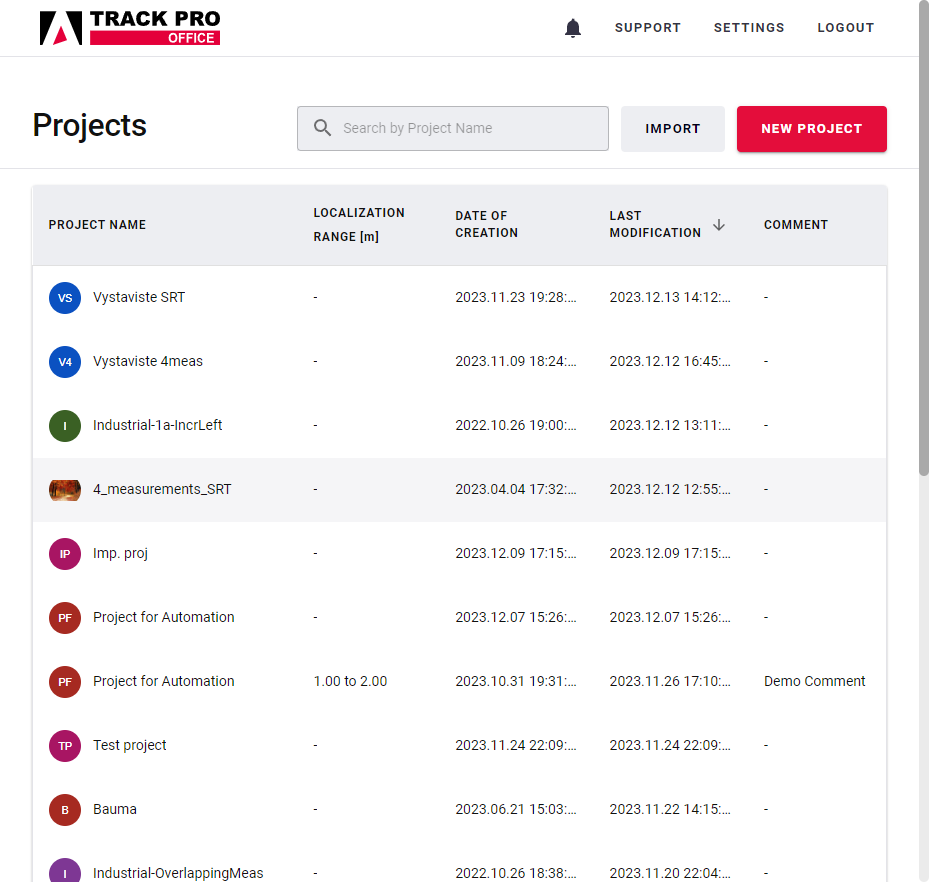 TRACK PRO
OFFICE
SUPPORT SETTINGS LOGOUT
Projects
Search by Project Name
IMPORT
NEW PROJECT
PROJECT NAME
LOCALIZATION
RANGE [m]
DATE OF
CREATION
LAST
MODIFICATION
COMMENT
VS Vystaviste SRT - 2023.11.23 19:28:... 2023.12.13 14:12:... -
V4 Vystaviste 4meas - 2023.11.09 18:24:... 2023.12.12 16:45:... -
I Industrial-1a-IncrLeft - 2022.10.26 19:00:... 2023.12.12 13:11:... -
4_measurements_SRT - 2023.04.04 17:32:... 2023.12.12 12:55:... -
IP Imp. proj - 2023.12.09 17:15:... 2023.12.09 17:15:... -
PF Project for Automation - 2023.12.07 15:26:... 2023.12.07 15:26:... -
PF Project for Automation 1.00 to 2.00 2023.10.31 19:31:... 2023.11.26 17:10:... Demo Comment
TP Test project - 2023.11.24 22:09:... 2023.11.24 22:09:... -
B Bauma - 2023.06.21 15:03:... 2023.11.22 14:15:... -
I Industrial-OverlappingMeas - 2022.10.26 18:38:... 2023.11.20 22:04:... -